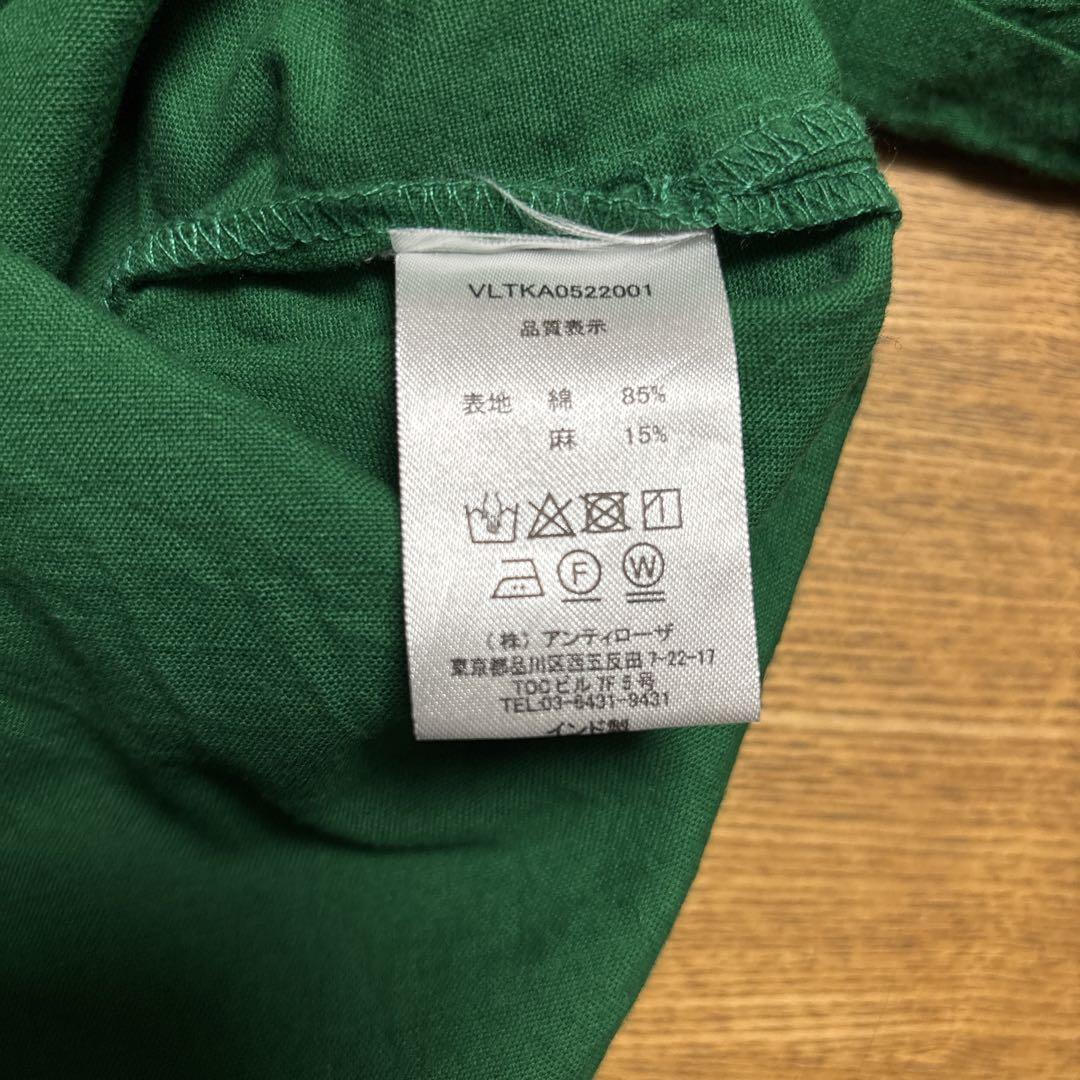 VLTKA0522001
品質表示
表地 綿 85%
麻 15%
F W
(株) アンティローザ
東京都品川区西五反田7-22-17
TOCビル 7F 5号
TEL:03-6431-9431
インド製